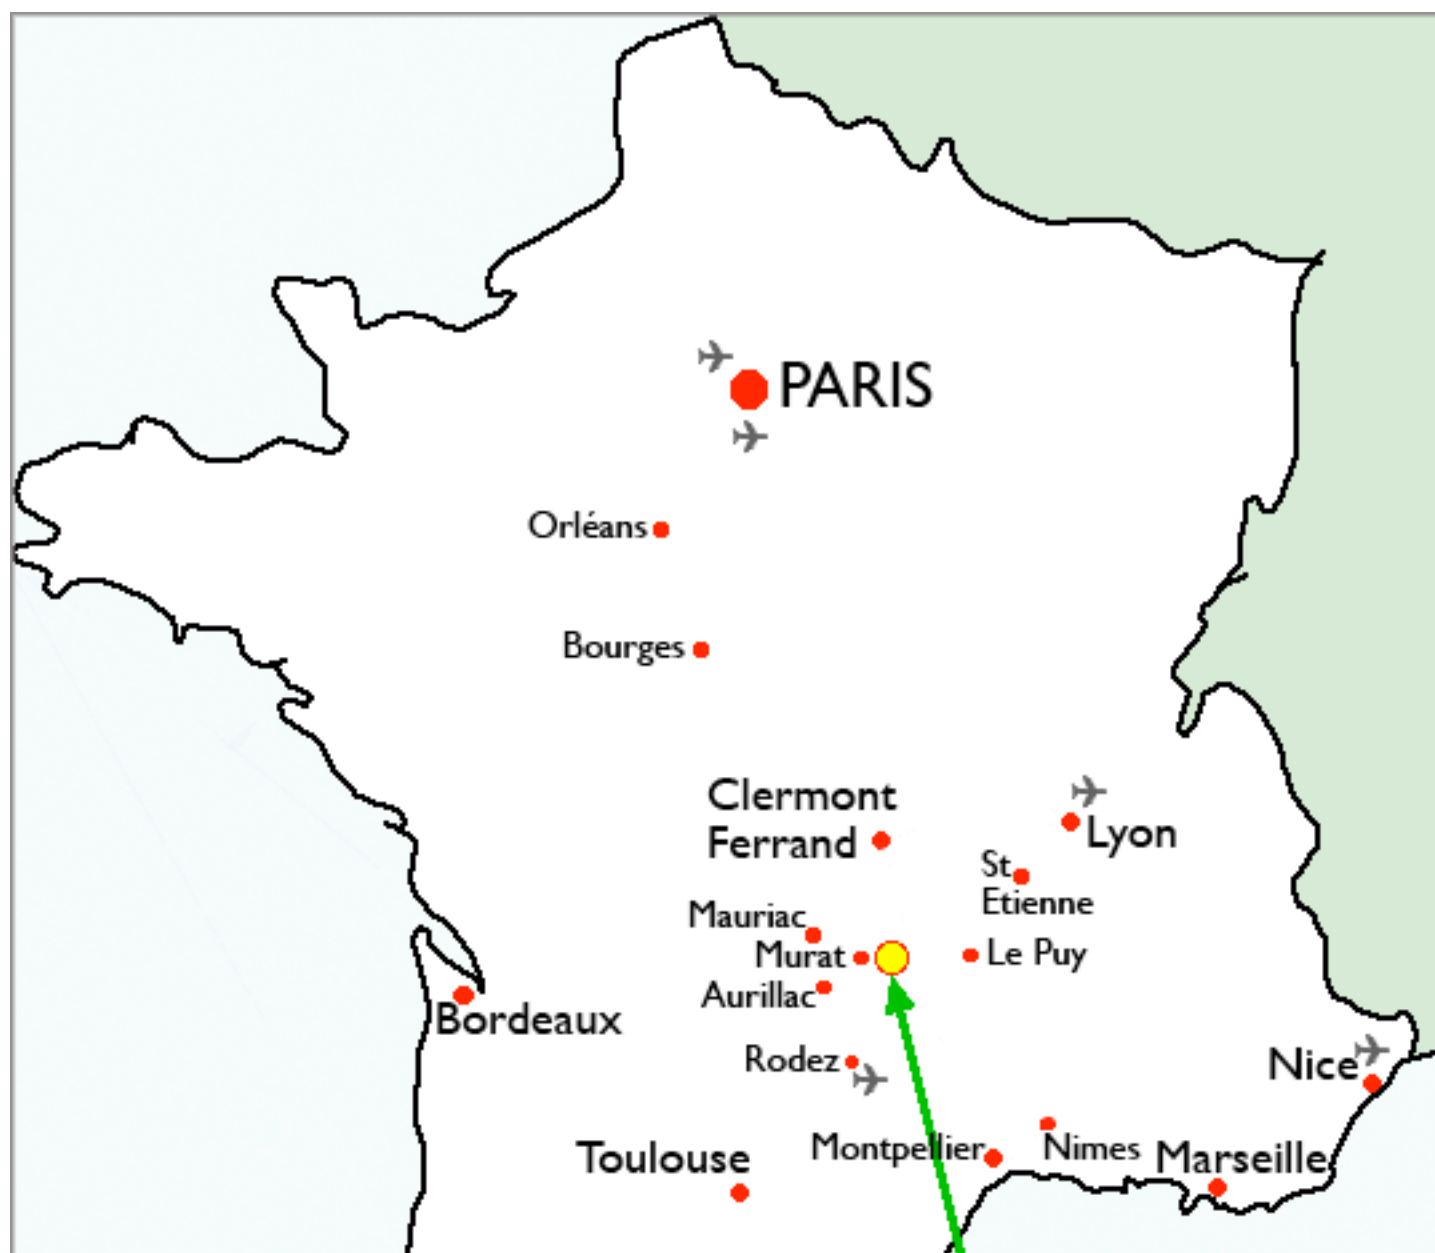 PARIS
Orléans
Bourges
Clermont
Ferrand
Lyon
St
Etienne
Mauriac
Murat
Le Puy
Aurillac
Bordeaux
Rodez
Nice
Nimes
Montpellier
Marseille
Toulouse